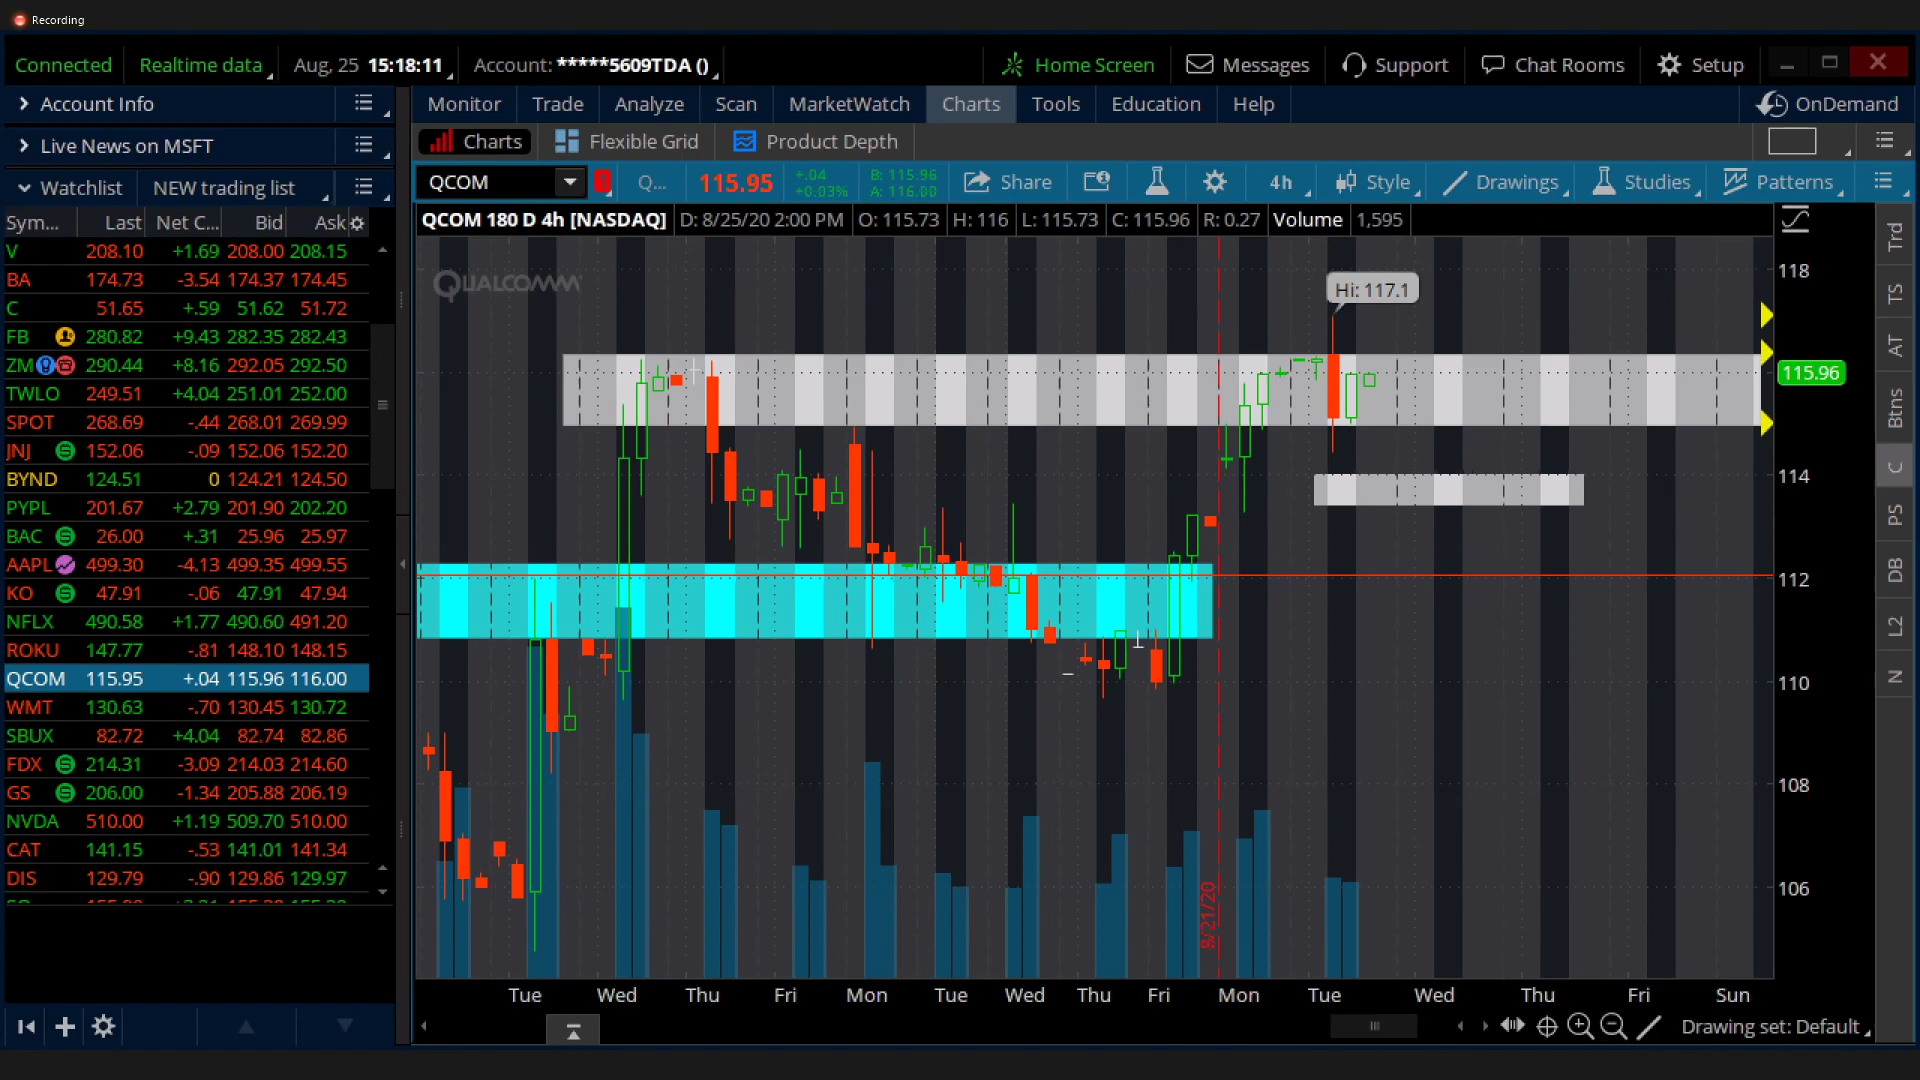 Recording
Connected Realtime data Aug, 25 15:18:11 Account: *****5609TDA () Home Screen Messages Support Chat Rooms Setup
Account Info
Live News on MSFT
Watchlist NEW trading list
Monitor Trade Analyze Scan MarketWatch Charts Tools Education Help OnDemand
Charts Flexible Grid Product Depth
QCOM Q... 115.95 +.04 +0.03% B: 115.96 A: 116.00 Share 4h Style Drawings Studies Patterns
QCOM 180 D 4h [NASDAQ] D: 8/25/20 2:00 PM O: 115.73 H: 116 L: 115.73 C: 115.96 R: 0.27 Volume 1,595
Sym... Last Net C... Bid Ask
V 208.10 +1.69 208.00 208.15
BA 174.73 -3.54 174.37 174.45
C 51.65 +.59 51.62 51.72
FB 280.82 +9.43 282.35 282.43
ZM 290.44 +8.16 292.05 292.50
TWLO 249.51 +4.04 251.01 252.00
SPOT 268.69 -.44 268.01 269.99
JNJ 152.06 -.09 152.06 152.20
BYND 124.51 0 124.21 124.50
PYPL 201.67 +2.79 201.90 202.20
BAC 26.00 +.31 25.96 25.97
AAPL 499.30 -4.13 499.35 499.55
KO 47.91 -.06 47.91 47.94
NFLX 490.58 +1.77 490.60 491.20
ROKU 147.77 -.81 148.10 148.15
QCOM 115.95 +.04 115.96 116.00
WMT 130.63 -.70 130.45 130.72
SBUX 82.72 +4.04 82.74 82.86
FDX 214.31 -3.09 214.03 214.60
GS 206.00 -1.34 205.88 206.19
NVDA 510.00 +1.19 509.70 510.00
CAT 141.15 -.53 141.01 141.34
DIS 129.79 -.90 129.86 129.97
QUALCOMM
Hi: 117.1
118
115.96
114
112
110
108
106
8/21/20
Tue Wed Thu Fri Mon Tue Wed Thu Fri Mon Tue Wed Thu Fri Sun
Drawing set: Default
Trd
TS
AT
Btns
C
PS
DB
L2
N